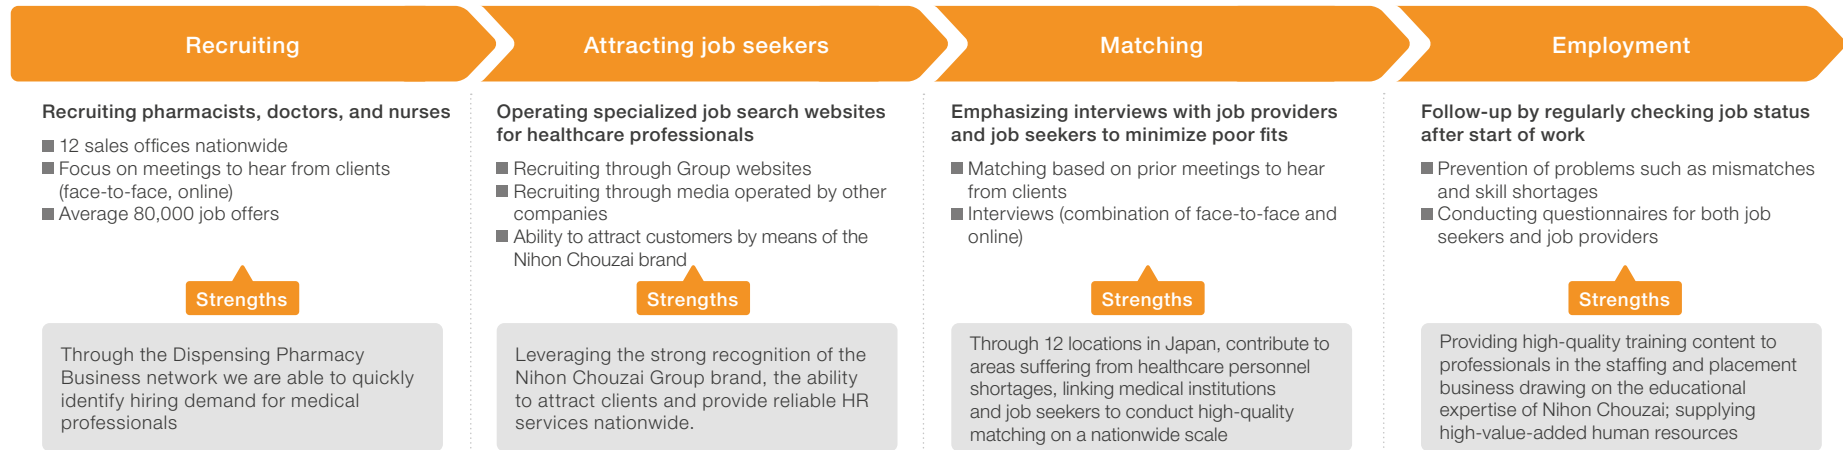 Recruiting
Recruiting pharmacists, doctors, and nurses
12 sales offices nationwide
Focus on meetings to hear from clients
(face-to-face, online)
Average 80,000 job offers
Strengths
Through the Dispensing Pharmacy
Business network we are able to quickly
identify hiring demand for medical
professionals
Attracting job seekers
Operating specialized job search websites
for healthcare professionals
Recruiting through Group websites
Recruiting through media operated by other
companies
Ability to attract customers by means of the
Nihon Chouzai brand
Strengths
Leveraging the strong recognition of the
Nihon Chouzai Group brand, the ability
to attract clients and provide reliable HR
services nationwide.
Matching
Emphasizing interviews with job providers
and job seekers to minimize poor fits
Matching based on prior meetings to hear
from clients
Interviews (combination of face-to-face and
online)
Strengths
Through 12 locations in Japan, contribute to
areas suffering from healthcare personnel
shortages, linking medical institutions
and job seekers to conduct high-quality
matching on a nationwide scale
Employment
Follow-up by regularly checking job status
after start of work
Prevention of problems such as mismatches
and skill shortages
Conducting questionnaires for both job
seekers and job providers
Strengths
Providing high-quality training content to
professionals in the staffing and placement
business drawing on the educational
expertise of Nihon Chouzai; supplying
high-value-added human resources